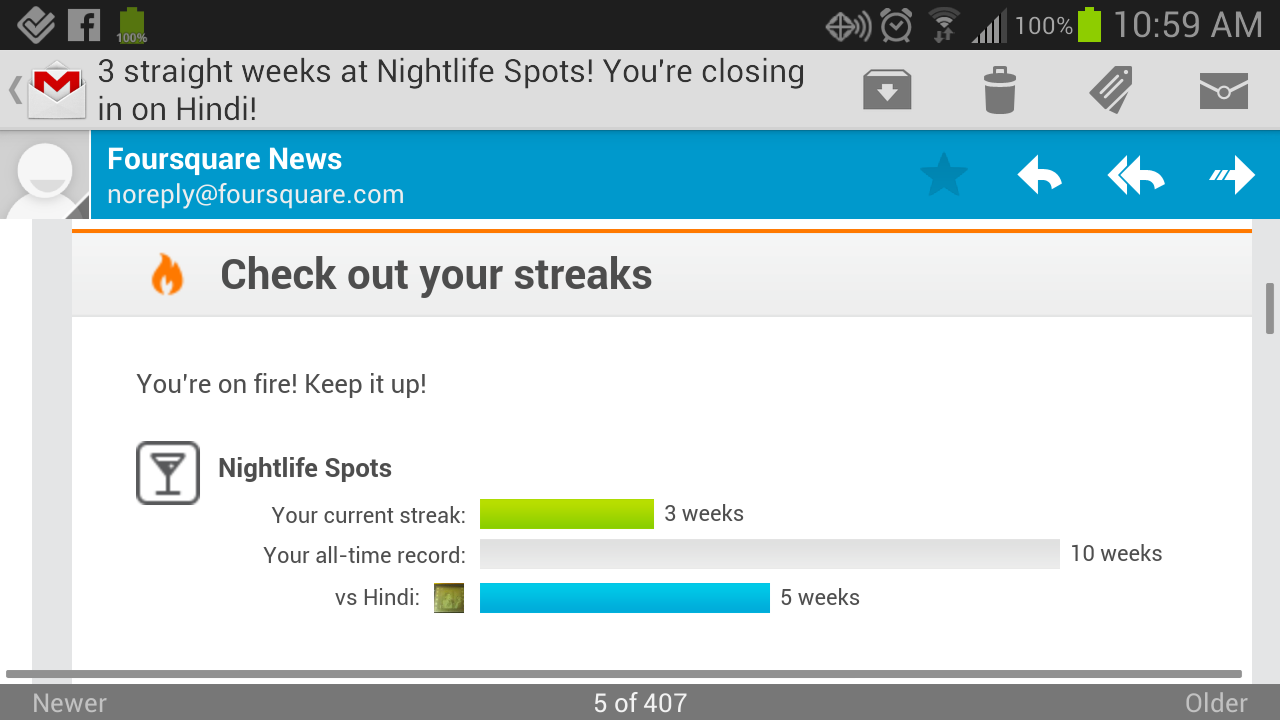 100%
100%
10:59 AM
3 straight weeks at Nightlife Spots! You're closing
in on Hindi!
Foursquare News
noreply@foursquare.com
Check out your streaks
You're on fire! Keep it up!
Nightlife Spots
Your current streak: 3 weeks
Your all-time record: 10 weeks
vs Hindi: 5 weeks
Newer 5 of 407 Older